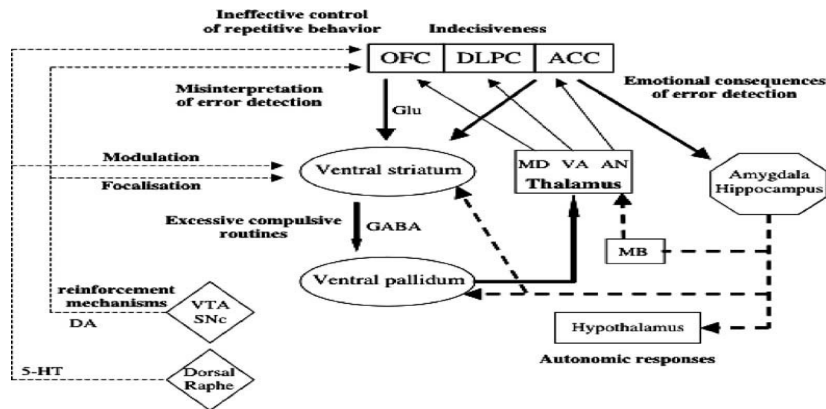 Ineffective control
of repetitive behavior
Indecisiveness
OFC DLPC ACC
Misinterpretation
of error detection
Emotional consequences
of error detection
Glu
Modulation
Focalisation
Ventral striatum
MD VA AN
Thalamus
Amygdala
Hippocampus
Excessive compulsive
routines
GABA
MB
Ventral pallidum
reinforcement
mechanisms
DA
VTA
SNc
Hypothalamus
Autonomic responses
5-HT
Dorsal
Raphe